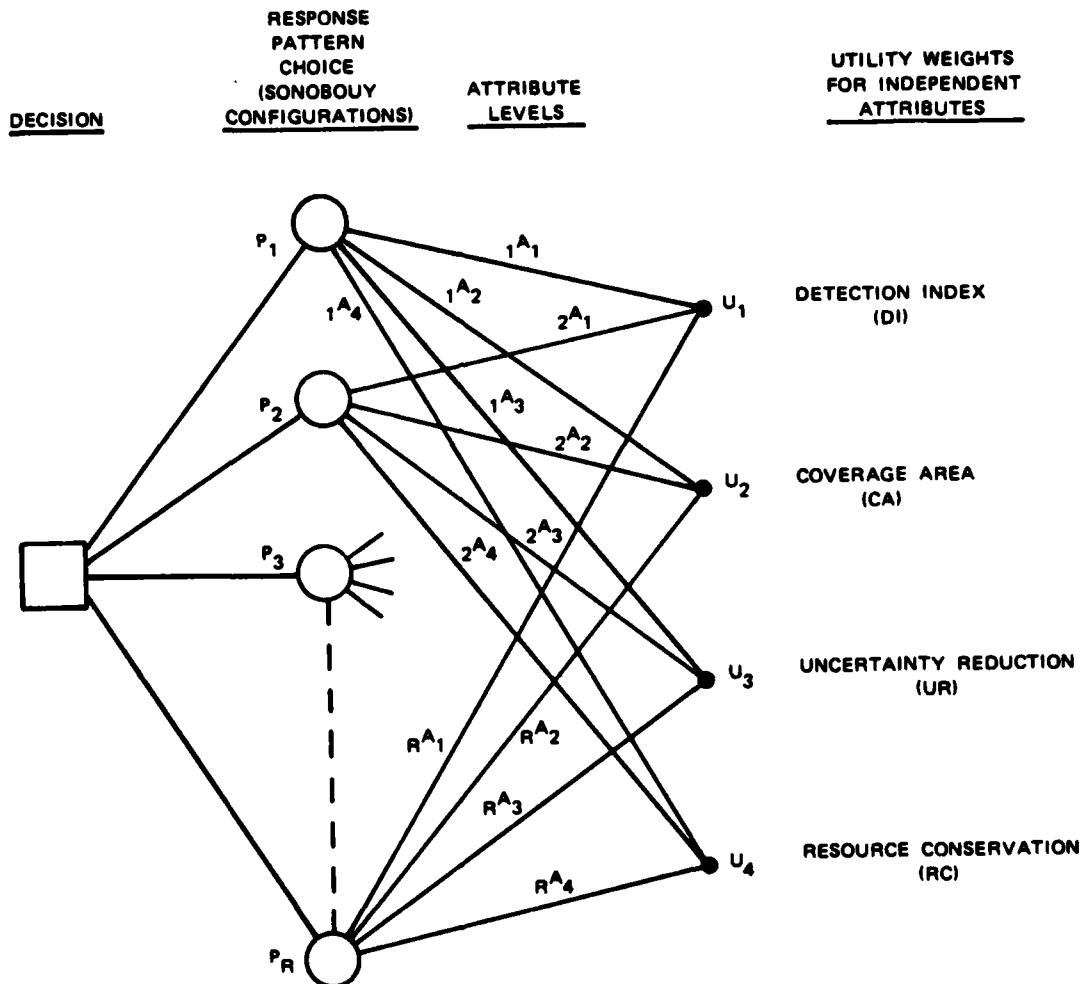 DECISION
RESPONSE
PATTERN
CHOICE
(SONOBOUY
CONFIGURATIONS)
ATTRIBUTE
LEVELS
UTILITY WEIGHTS
FOR INDEPENDENT
ATTRIBUTES
P1
P2
P3
PR
1A1
1A2
1A4
2A1
1A3
2A2
2A3
2A4
RA1
RA2
RA3
RA4
U1
DETECTION INDEX
(DI)
U2
COVERAGE AREA
(CA)
U3
UNCERTAINTY REDUCTION
(UR)
U4
RESOURCE CONSERVATION
(RC)